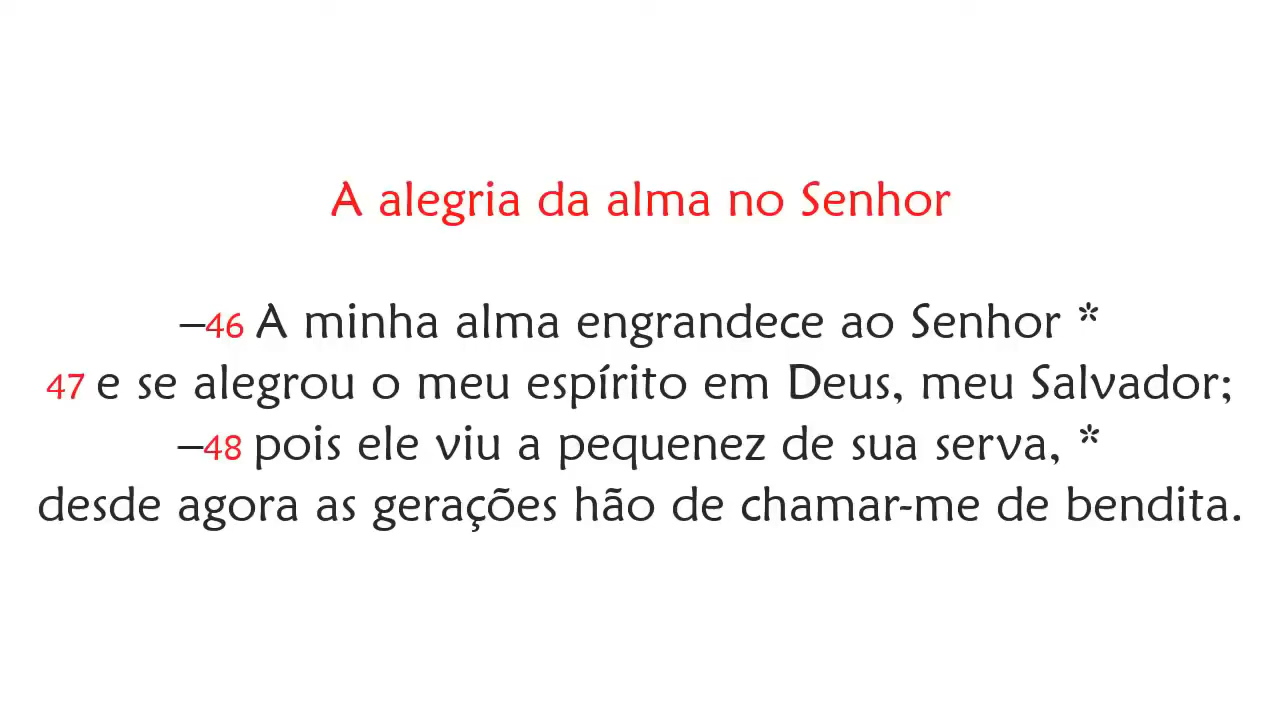 A alegria da alma no Senhor
–46 A minha alma engrandece ao Senhor *
47 e se alegrou o meu espírito em Deus, meu Salvador;
–48 pois ele viu a pequenez de sua serva, *
desde agora as gerações hão de chamar-me de bendita.